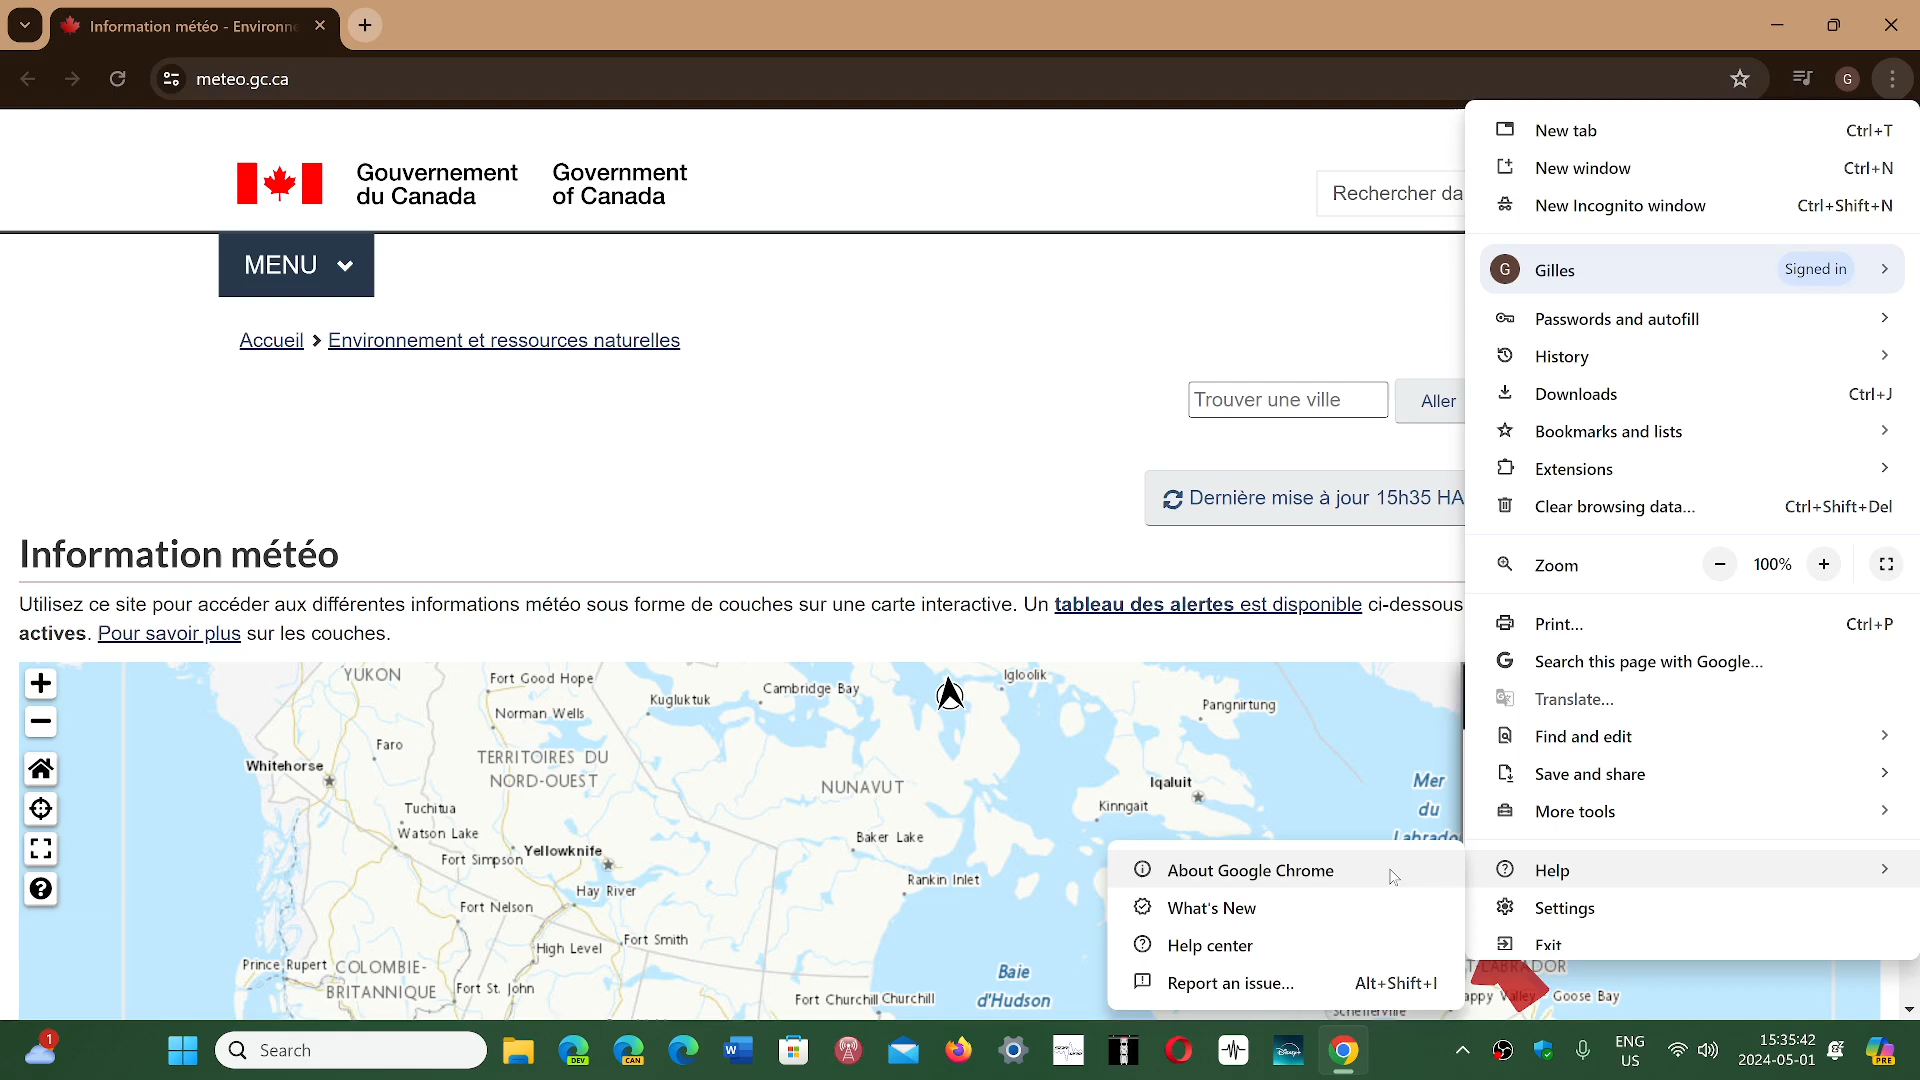 Information météo - Environne
meteo.gc.ca
G
Gouvernement
du Canada
Government
of Canada
Rechercher da
MENU
Accueil > Environnement et ressources naturelles
Trouver une ville
Aller
Dernière mise à jour 15h35 HA
Information météo
Utilisez ce site pour accéder aux différentes informations météo sous forme de couches sur une carte interactive. Un tableau des alertes est disponible ci-dessous
actives. Pour savoir plus sur les couches.
YUKON
Fort Good Hope
Kugluktuk
Cambridge Bay
Igloolik
Norman Wells
Pangnirtung
Faro
Whitehorse
TERRITOIRES DU
NORD-OUEST
NUNAVUT
Iqaluit
Mer
du
Labrador
Tuchitua
Kinngait
Watson Lake
Baker Lake
Fort Simpson
Yellowknife
Hay River
Rankin Inlet
Fort Nelson
High Level
Fort Smith
Prince Rupert
COLOMBIE-
BRITANNIQUE
Fort St. John
Baie
d'Hudson
Fort Churchill
Churchill
Schefferville
T-LABRADOR
appy Valley
Goose Bay
New tab Ctrl+T
New window Ctrl+N
New Incognito window Ctrl+Shift+N
G Gilles Signed in
Passwords and autofill
History
Downloads Ctrl+J
Bookmarks and lists
Extensions
Clear browsing data... Ctrl+Shift+Del
Zoom 100%
Print... Ctrl+P
Search this page with Google...
Translate...
Find and edit
Save and share
More tools
Help
Settings
Exit
About Google Chrome
What's New
Help center
Report an issue... Alt+Shift+I
1
Search
DEV
CAN
Disney+
ENG
US
15:35:42
2024-05-01
PRE